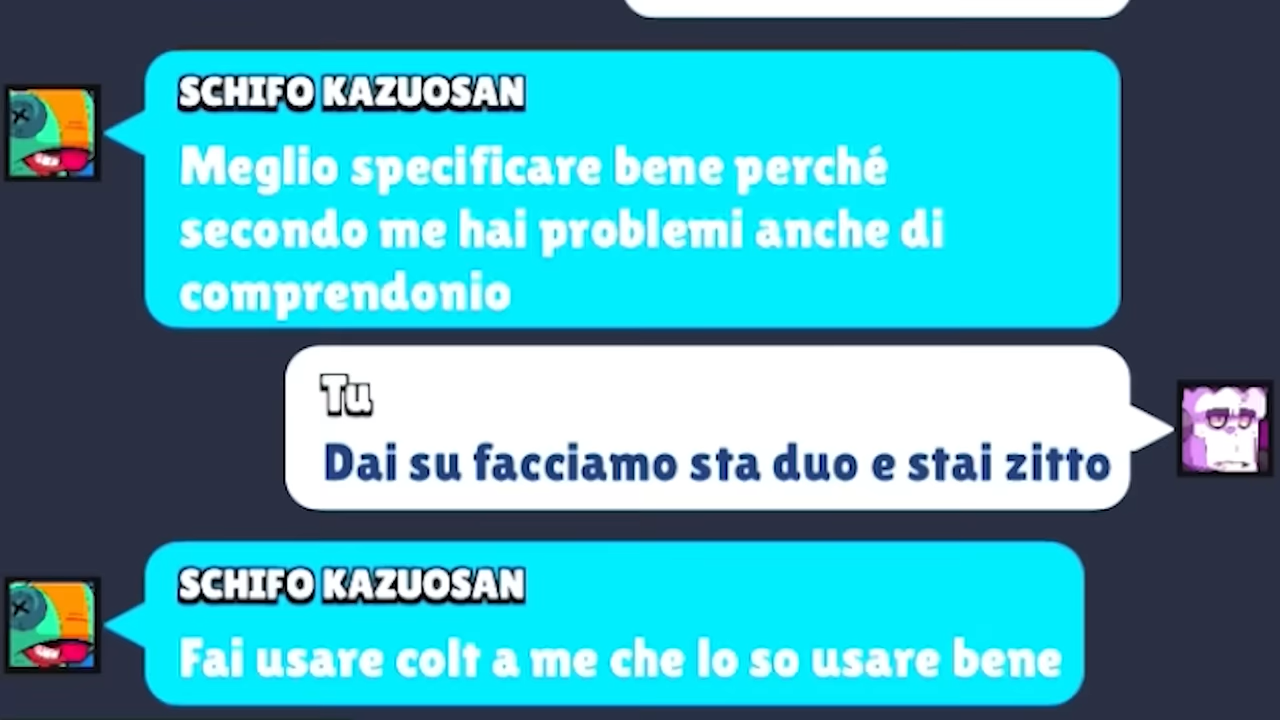 SCHIFO KAZUOSAN
Meglio specificare bene perché
secondo me hai problemi anche di
comprendonio
Tu
Dai su facciamo sta duo e stai zitto
SCHIFO KAZUOSAN
Fai usare colt a me che lo so usare bene